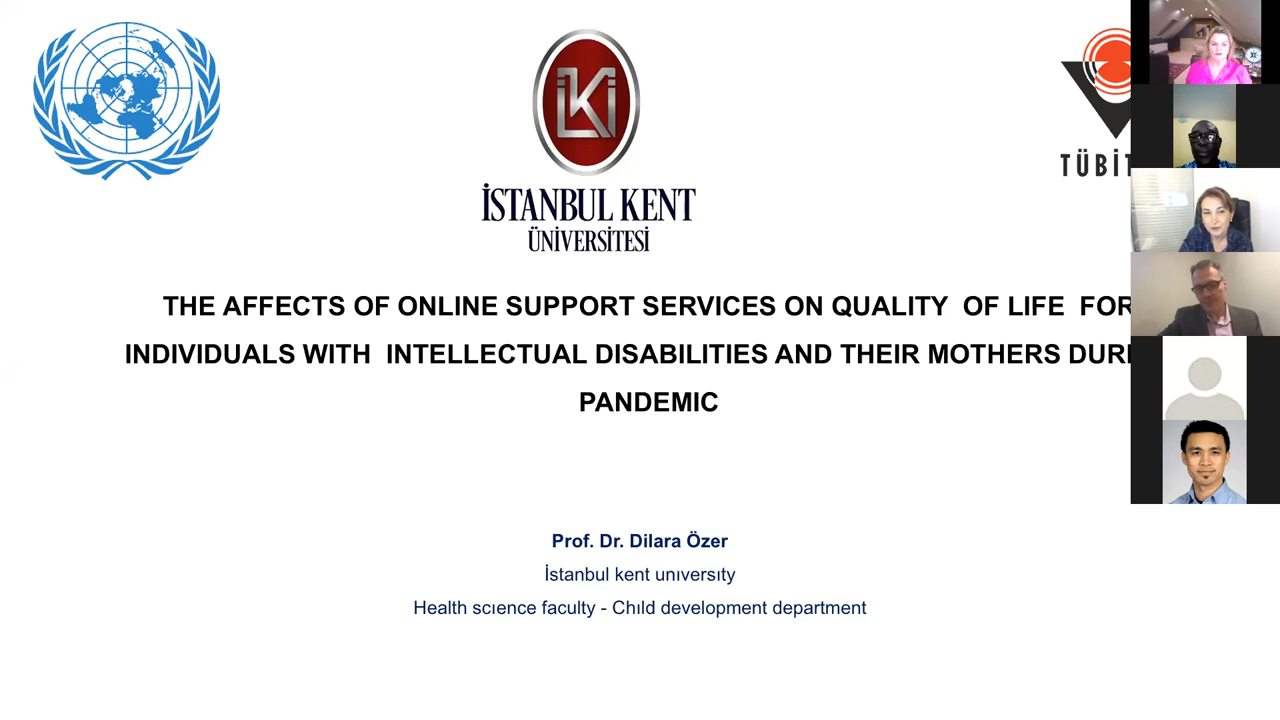 İSTANBUL KENT
ÜNİVERSİTESİ
TÜBİT
THE AFFECTS OF ONLINE SUPPORT SERVICES ON QUALITY OF LIFE FOR
INDIVIDUALS WITH INTELLECTUAL DISABILITIES AND THEIR MOTHERS DURI
PANDEMIC
Prof. Dr. Dilara Özer
İstanbul kent unıversıty
Health scıence faculty - Chıld development department